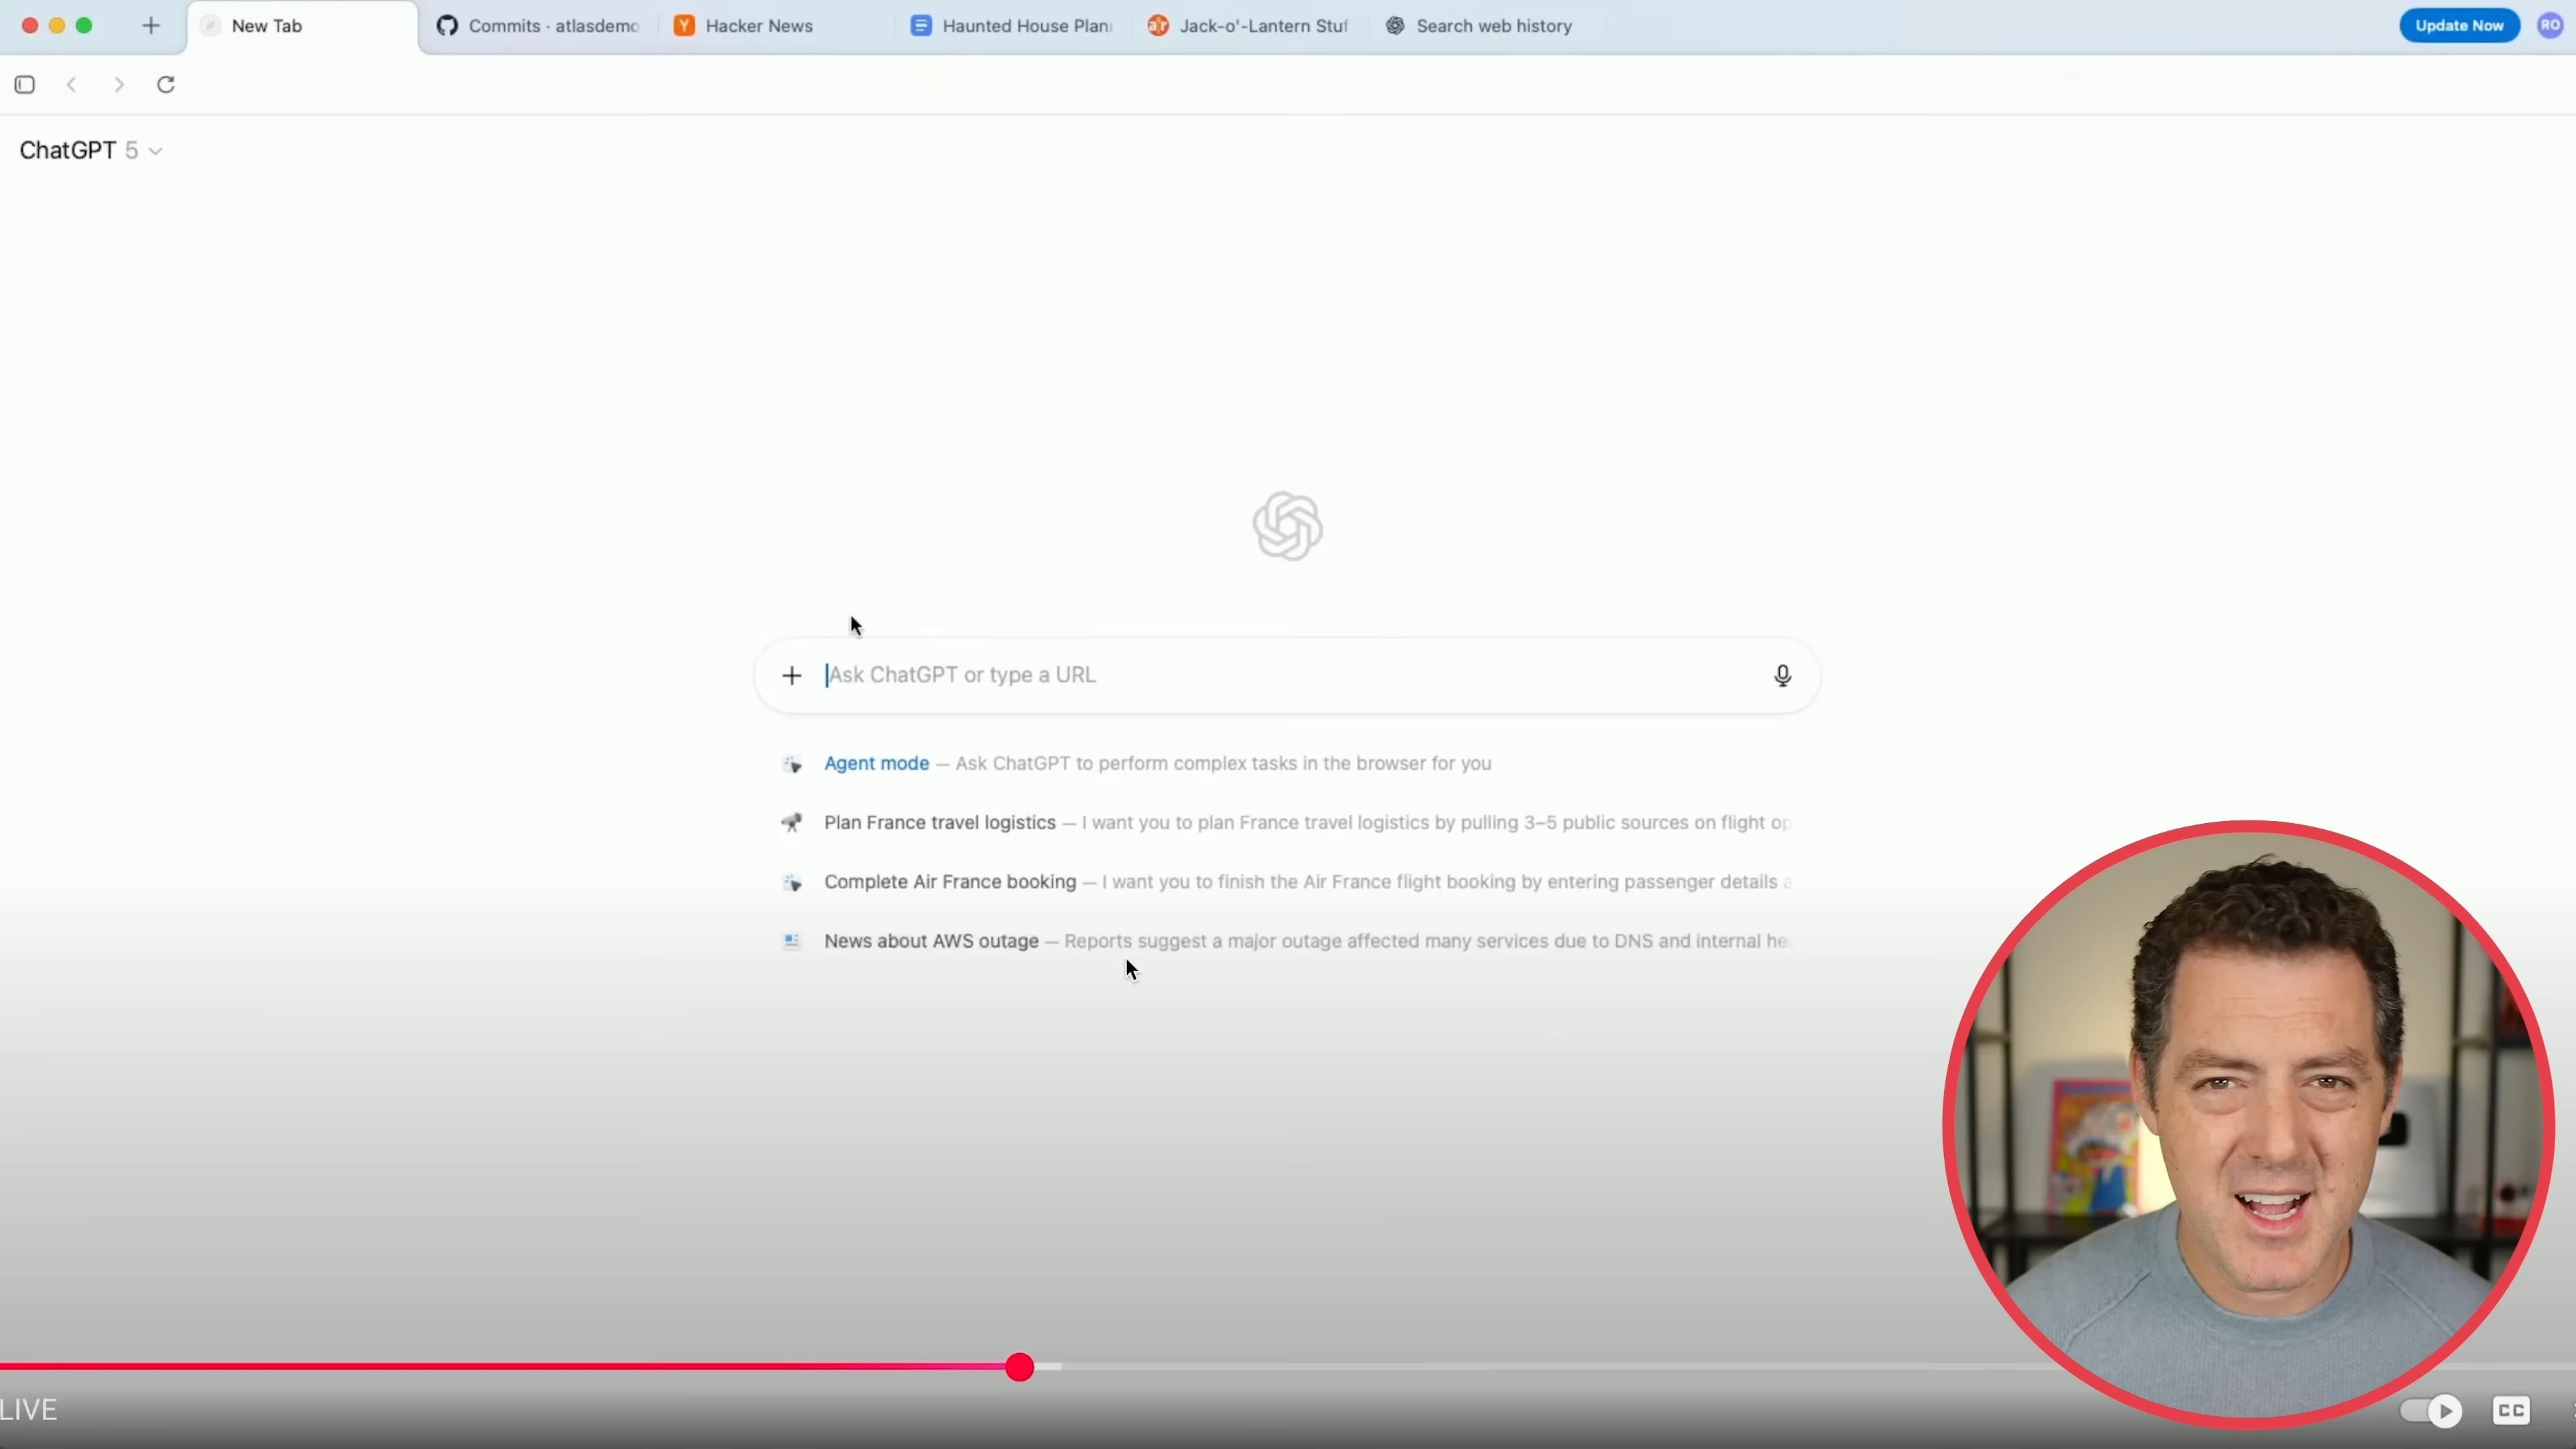 New Tab
Commits · atlasdemo
Hacker News
Haunted House Plan
Jack-o'-Lantern Stuf
Search web history
Update Now
RO
ChatGPT 5
Ask ChatGPT or type a URL
Agent mode — Ask ChatGPT to perform complex tasks in the browser for you
Plan France travel logistics — I want you to plan France travel logistics by pulling 3–5 public sources on flight op
Complete Air France booking — I want you to finish the Air France flight booking by entering passenger details a
News about AWS outage — Reports suggest a major outage affected many services due to DNS and internal he
LIVE
CC